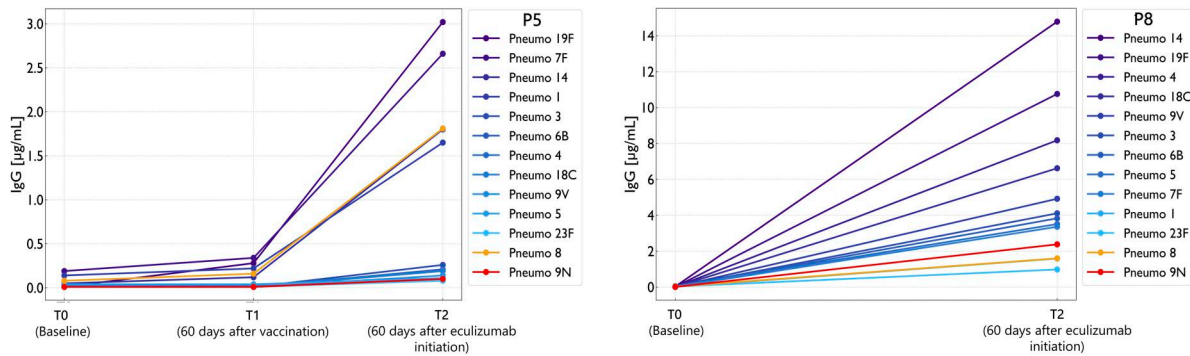 P5
IgG [µg/mL]
3.0
2.5
2.0
1.5
1.0
0.5
0.0
T0
(Baseline)
T1
(60 days after vaccination)
T2
(60 days after eculizumab
initiation)
Pneumo 19F
Pneumo 7F
Pneumo 14
Pneumo 1
Pneumo 3
Pneumo 6B
Pneumo 4
Pneumo 18C
Pneumo 9V
Pneumo 5
Pneumo 23F
Pneumo 8
Pneumo 9N
P8
IgG [µg/mL]
14
12
10
8
6
4
2
0
T0
(Baseline)
T2
(60 days after eculizumab
initiation)
Pneumo 14
Pneumo 19F
Pneumo 4
Pneumo 18C
Pneumo 9V
Pneumo 3
Pneumo 6B
Pneumo 5
Pneumo 7F
Pneumo 1
Pneumo 23F
Pneumo 8
Pneumo 9N